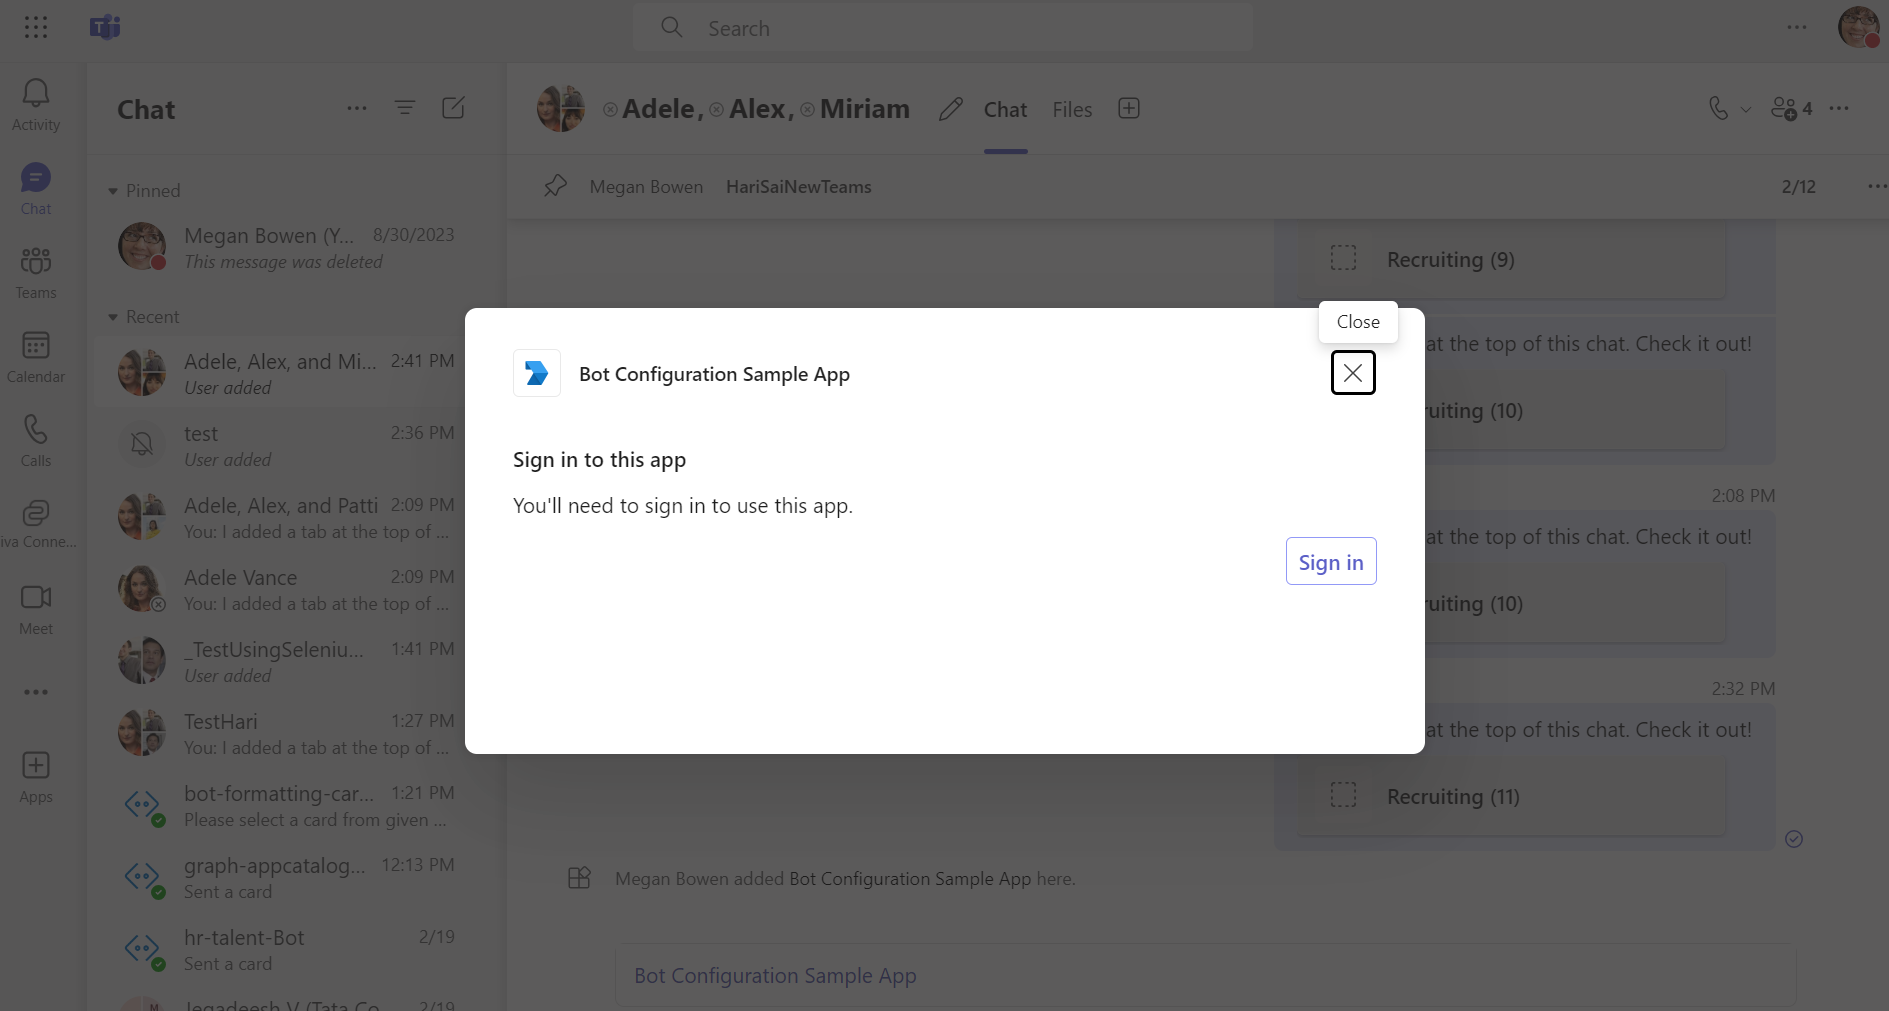 Search
Activity
Chat
Teams
Calendar
Calls
iva Conne...
Meet
Apps
Chat
Pinned
Megan Bowen (Y... 8/30/2023
This message was deleted
Recent
Adele, Alex, and Mi... 2:41 PM
User added
test 2:36 PM
User added
Adele, Alex, and Patti 2:09 PM
You: I added a tab at the top of ...
Adele Vance 2:09 PM
You: I added a tab at the top of ...
_TestUsingSeleniu... 1:41 PM
User added
TestHari 1:27 PM
You: I added a tab at the top of ...
bot-formatting-car... 1:21 PM
Please select a card from given ...
graph-appcatalog... 12:13 PM
Sent a card
hr-talent-Bot 2/19
Sent a card
Jegadeesh V (Tata Co 2/19
Adele, Alex, Miriam Chat Files 4
Megan Bowen HariSaiNewTeams 2/12
Recruiting (9)
at the top of this chat. Check it out!
ruiting (10)
2:08 PM
at the top of this chat. Check it out!
ruiting (10)
2:32 PM
at the top of this chat. Check it out!
Recruiting (11)
Megan Bowen added Bot Configuration Sample App here.
Bot Configuration Sample App
Close
Bot Configuration Sample App
Sign in to this app
You'll need to sign in to use this app.
Sign in